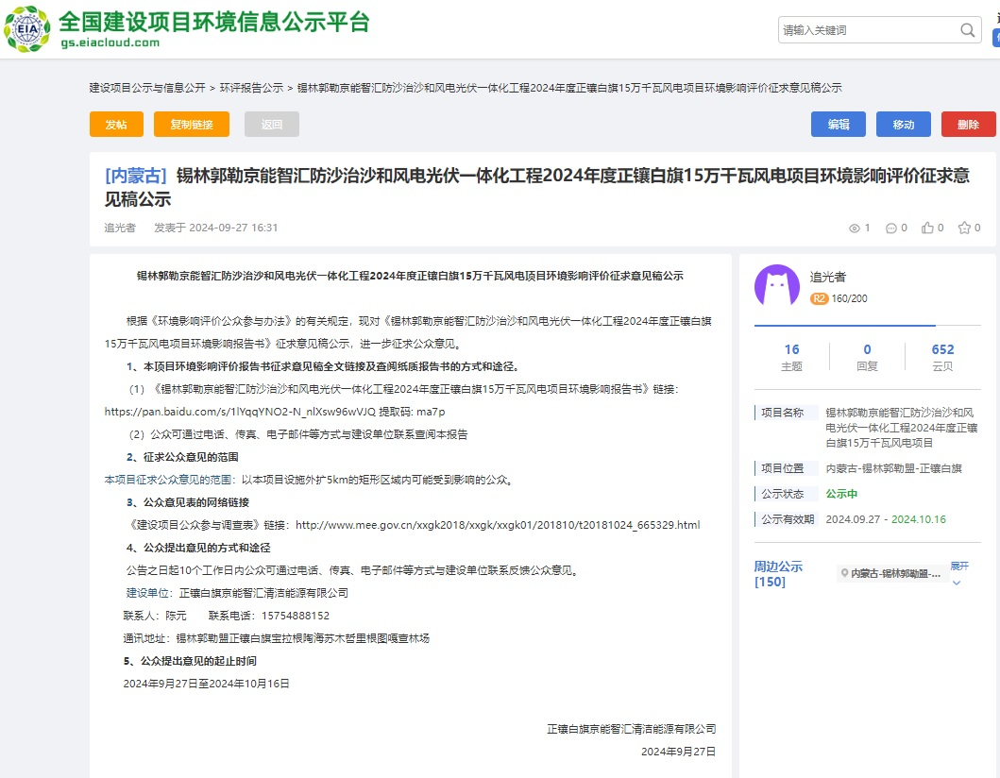 EIA
全国建设项目环境信息公示平台
gs.eiacloud.com
请输入关键词
建设项目公示与信息公开 > 环评报告公示 > 锡林郭勒京能智汇防沙治沙和风电光伏一体化工程2024年度正镶白旗15万千瓦风电项目环境影响评价征求意见稿公示
发帖 复制链接 返回 编辑 移动 删除
[内蒙古] 锡林郭勒京能智汇防沙治沙和风电光伏一体化工程2024年度正镶白旗15万千瓦风电项目环境影响评价征求意
见稿公示
追光者 发表于 2024-09-27 16:31 1 0 0 0
锡林郭勒京能智汇防沙治沙和风电光伏一体化工程2024年度正镶白旗15万千瓦风电项目环境影响评价征求意见稿公示
根据《环境影响评价公众参与办法》的有关规定，现对《锡林郭勒京能智汇防沙治沙和风电光伏一体化工程2024年度正镶白旗
15万千瓦风电项目环境影响报告书》征求意见稿公示，进一步征求公众意见。
1、本项目环境影响评价报告书征求意见稿全文链接及查阅纸质报告书的方式和途径。
（1）《锡林郭勒京能智汇防沙治沙和风电光伏一体化工程2024年度正镶白旗15万千瓦风电项目环境影响报告书》链接：
https://pan.baidu.com/s/1lYqqYNO2-N_nlXsw96wVJQ 提取码: ma7p
（2）公众可通过电话、传真、电子邮件等方式与建设单位联系查阅本报告
2、征求公众意见的范围
本项目征求公众意见的范围：以本项目设施外扩5km的矩形区域内可能受到影响的公众。
3、公众意见表的网络链接
《建设项目公众参与调查表》链接：http://www.mee.gov.cn/xxgk2018/xxgk/xxgk01/201810/t20181024_665329.html
4、公众提出意见的方式和途径
公告之日起10个工作日内公众可通过电话、传真、电子邮件等方式与建设单位联系反馈公众意见。
建设单位：正镶白旗京能智汇清洁能源有限公司
联系人：陈元 联系电话：15754888152
通讯地址：锡林郭勒盟正镶白旗宝拉根陶海苏木哲里根图嘎查林场
5、公众提出意见的起止时间
2024年9月27日至2024年10月16日
正镶白旗京能智汇清洁能源有限公司
2024年9月27日
追光者
R2 160/200
16 0 652
主题 回复 云贝
项目名称 锡林郭勒京能智汇防沙治沙和风
电光伏一体化工程2024年度正镶
白旗15万千瓦风电项目
项目位置 内蒙古-锡林郭勒盟-正镶白旗
公示状态 公示中
公示有效期 2024.09.27 - 2024.10.16
周边公示 内蒙古-锡林郭勒盟-... 展开
[150]